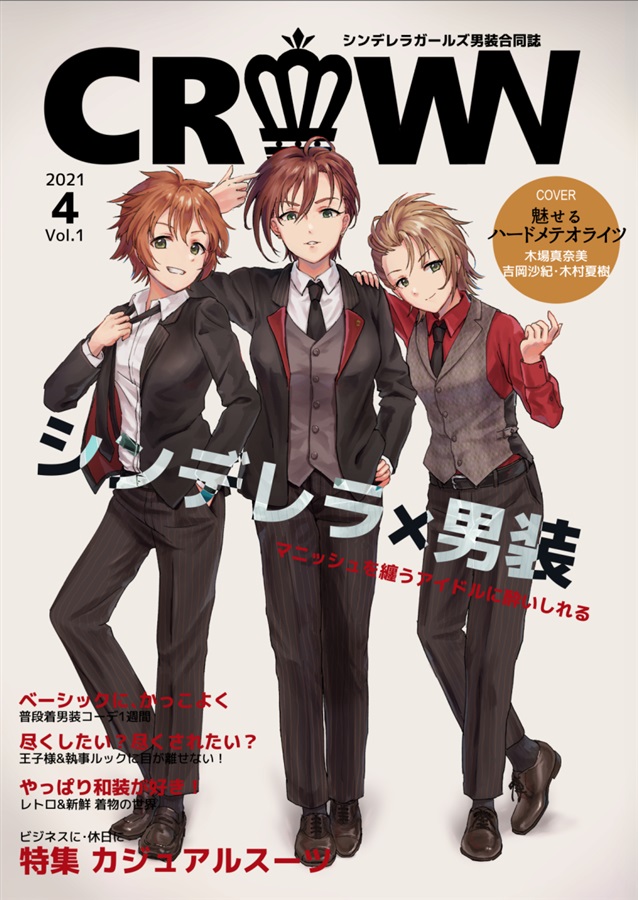 シンデレラガールズ男装合同誌
CROWN
2021
4
Vol.1
COVER
魅せる
ハードメテオライツ
木場真奈美
吉岡沙紀・木村夏樹
シンデレラ×男装
マニッシュを纏うアイドルに酔いしれる
ベーシックに、かっこよく
普段着男装コーデ1週間
尽くしたい?尽くされたい?
王子様&執事ルックに目が離せない!
やっぱり和装が好き!
レトロ&新鮮 着物の世界
ビジネスに・休日に
特集 カジュアルスーツ